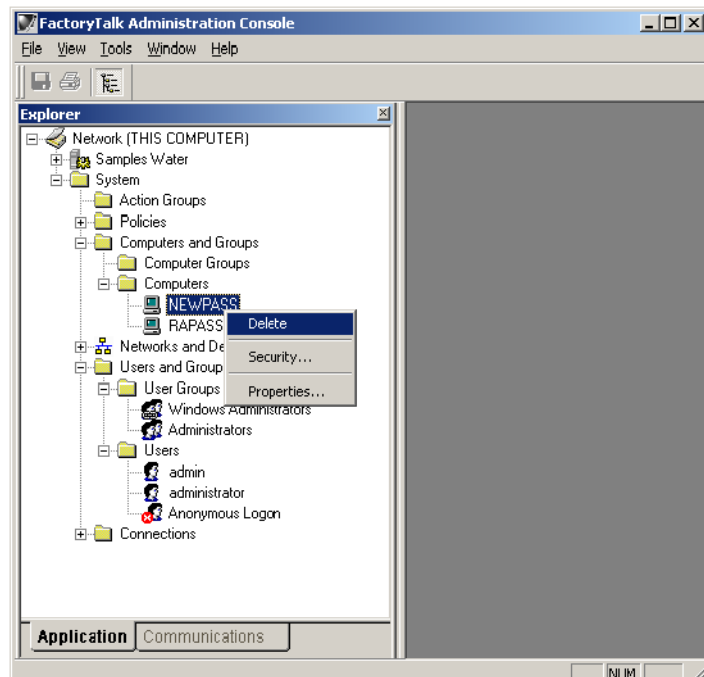 FactoryTalk Administration Console
File View Tools Window Help
Explorer
Network (THIS COMPUTER)
Samples Water
System
Action Groups
Policies
Computers and Groups
Computer Groups
Computers
NEWPASS
RAPASS
Delete
Networks and De
Security...
Users and Group
User Groups
Properties...
Windows Administrators
Administrators
Users
admin
administrator
Anonymous Logon
Connections
Application Communications
NUM